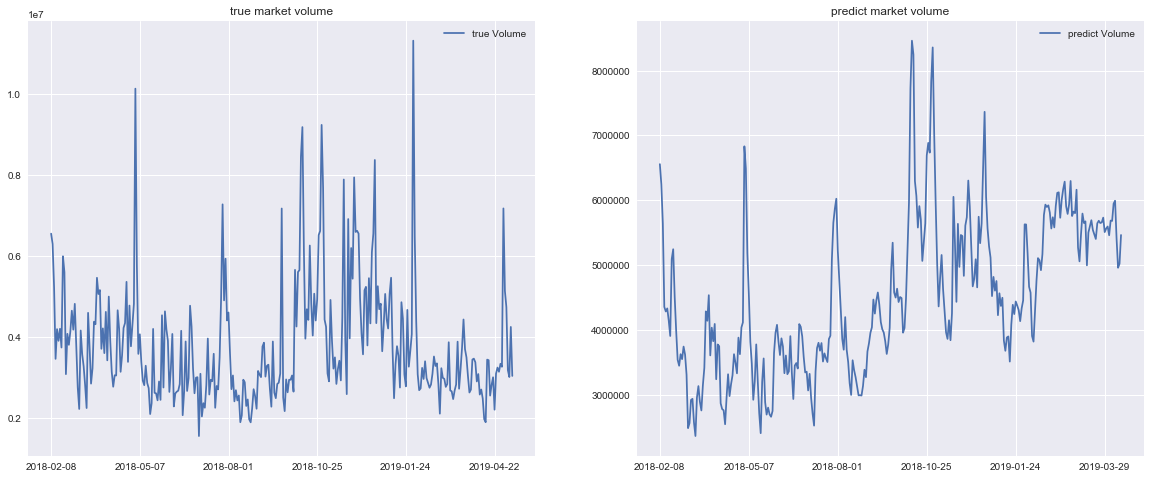 true market volume
1e7
true Volume
1.0
0.8
0.6
0.4
0.2
2018-02-08 2018-05-07 2018-08-01 2018-10-25 2019-01-24 2019-04-22
predict market volume
predict Volume
8000000
7000000
6000000
5000000
4000000
3000000
2018-02-08 2018-05-07 2018-08-01 2018-10-25 2019-01-24 2019-03-29